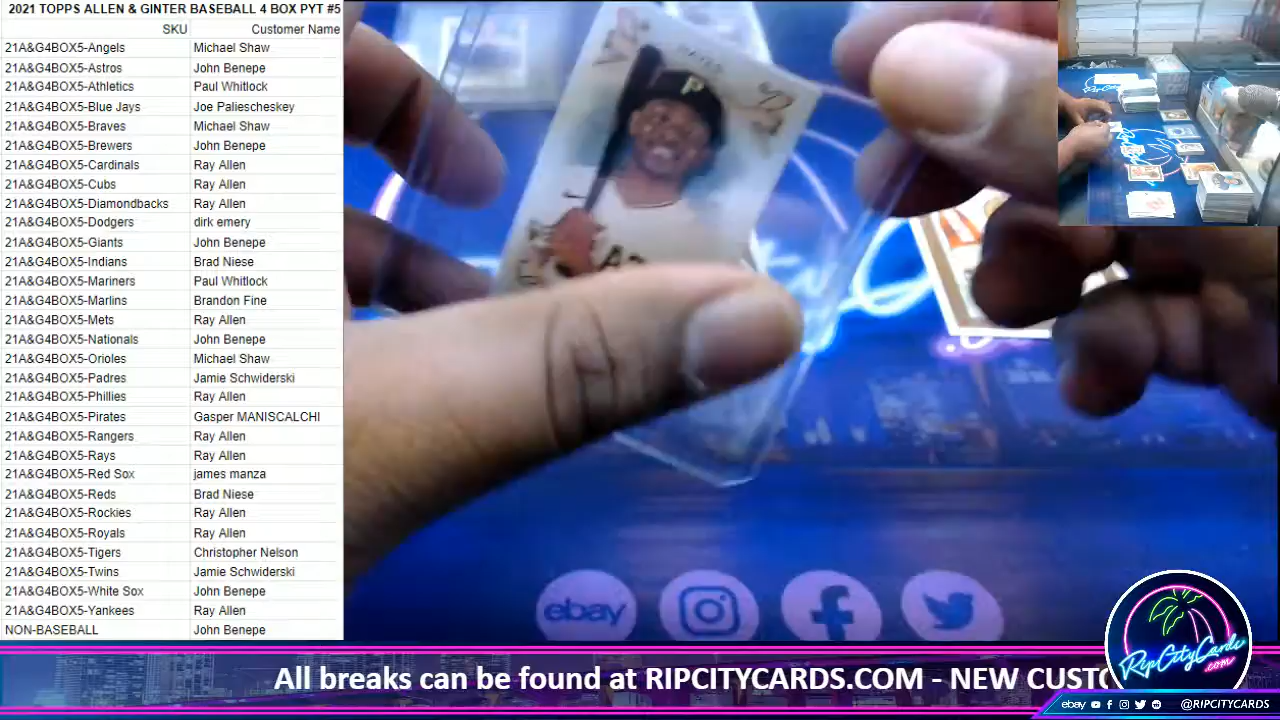 2021 TOPPS ALLEN & GINTER BASEBALL 4 BOX PYT #5
SKU Customer Name
21A&G4BOX5-Angels Michael Shaw
21A&G4BOX5-Astros John Benepe
21A&G4BOX5-Athletics Paul Whitlock
21A&G4BOX5-Blue Jays Joe Paliescheskey
21A&G4BOX5-Braves Michael Shaw
21A&G4BOX5-Brewers John Benepe
21A&G4BOX5-Cardinals Ray Allen
21A&G4BOX5-Cubs Ray Allen
21A&G4BOX5-Diamondbacks Ray Allen
21A&G4BOX5-Dodgers dirk emery
21A&G4BOX5-Giants John Benepe
21A&G4BOX5-Indians Brad Niese
21A&G4BOX5-Mariners Paul Whitlock
21A&G4BOX5-Marlins Brandon Fine
21A&G4BOX5-Mets Ray Allen
21A&G4BOX5-Nationals John Benepe
21A&G4BOX5-Orioles Michael Shaw
21A&G4BOX5-Padres Jamie Schwiderski
21A&G4BOX5-Phillies Ray Allen
21A&G4BOX5-Pirates Gasper MANISCALCHI
21A&G4BOX5-Rangers Ray Allen
21A&G4BOX5-Rays Ray Allen
21A&G4BOX5-Red Sox james manza
21A&G4BOX5-Reds Brad Niese
21A&G4BOX5-Rockies Ray Allen
21A&G4BOX5-Royals Ray Allen
21A&G4BOX5-Tigers Christopher Nelson
21A&G4BOX5-Twins Jamie Schwiderski
21A&G4BOX5-White Sox John Benepe
21A&G4BOX5-Yankees Ray Allen
NON-BASEBALL John Benepe
P
ebay
All breaks can be found at RIPCITYCARDS.COM - NEW CUSTO
RipCityCards
.com
ebay @RIPCITYCARDS